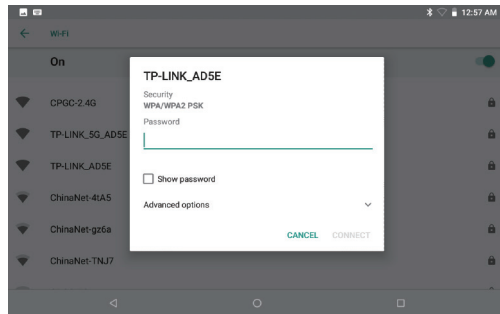 12:57 AM
Wi-Fi
On
TP-LINK_AD5E
Security
WPA/WPA2 PSK
Password
Show password
Advanced options
CANCEL CONNECT
CPGC-2.4G
TP-LINK_5G_AD5E
TP-LINK_AD5E
ChinaNet-4tA5
ChinaNet-gz6a
ChinaNet-TNJ7